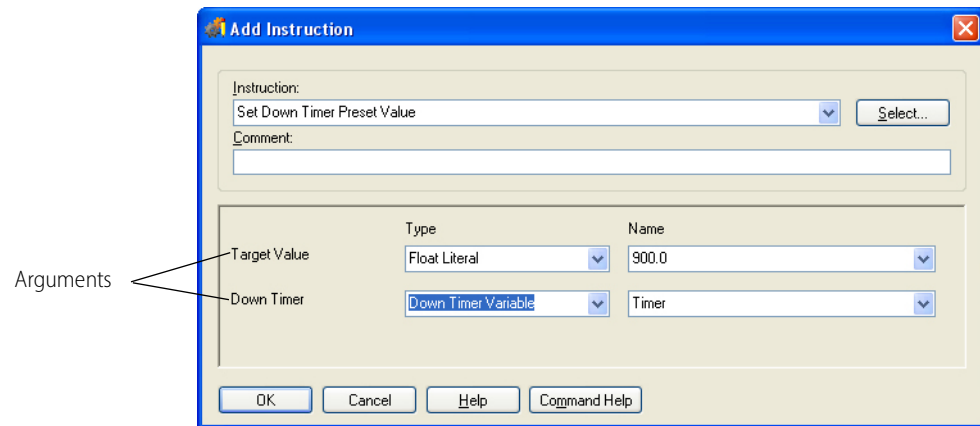 Add Instruction
Instruction:
Set Down Timer Preset Value
Select...
Comment:
Type Name
Target Value Float Literal 900.0
Arguments
Down Timer Down Timer Variable Timer
OK Cancel Help Command Help